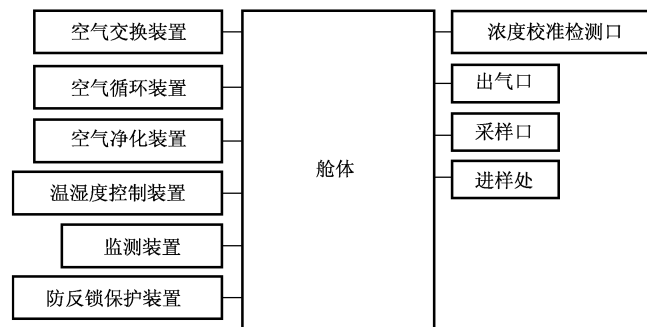 空气交换装置
空气循环装置
空气净化装置
温湿度控制装置
监测装置
防反锁保护装置
舱体
浓度校准检测口
出气口
采样口
进样处